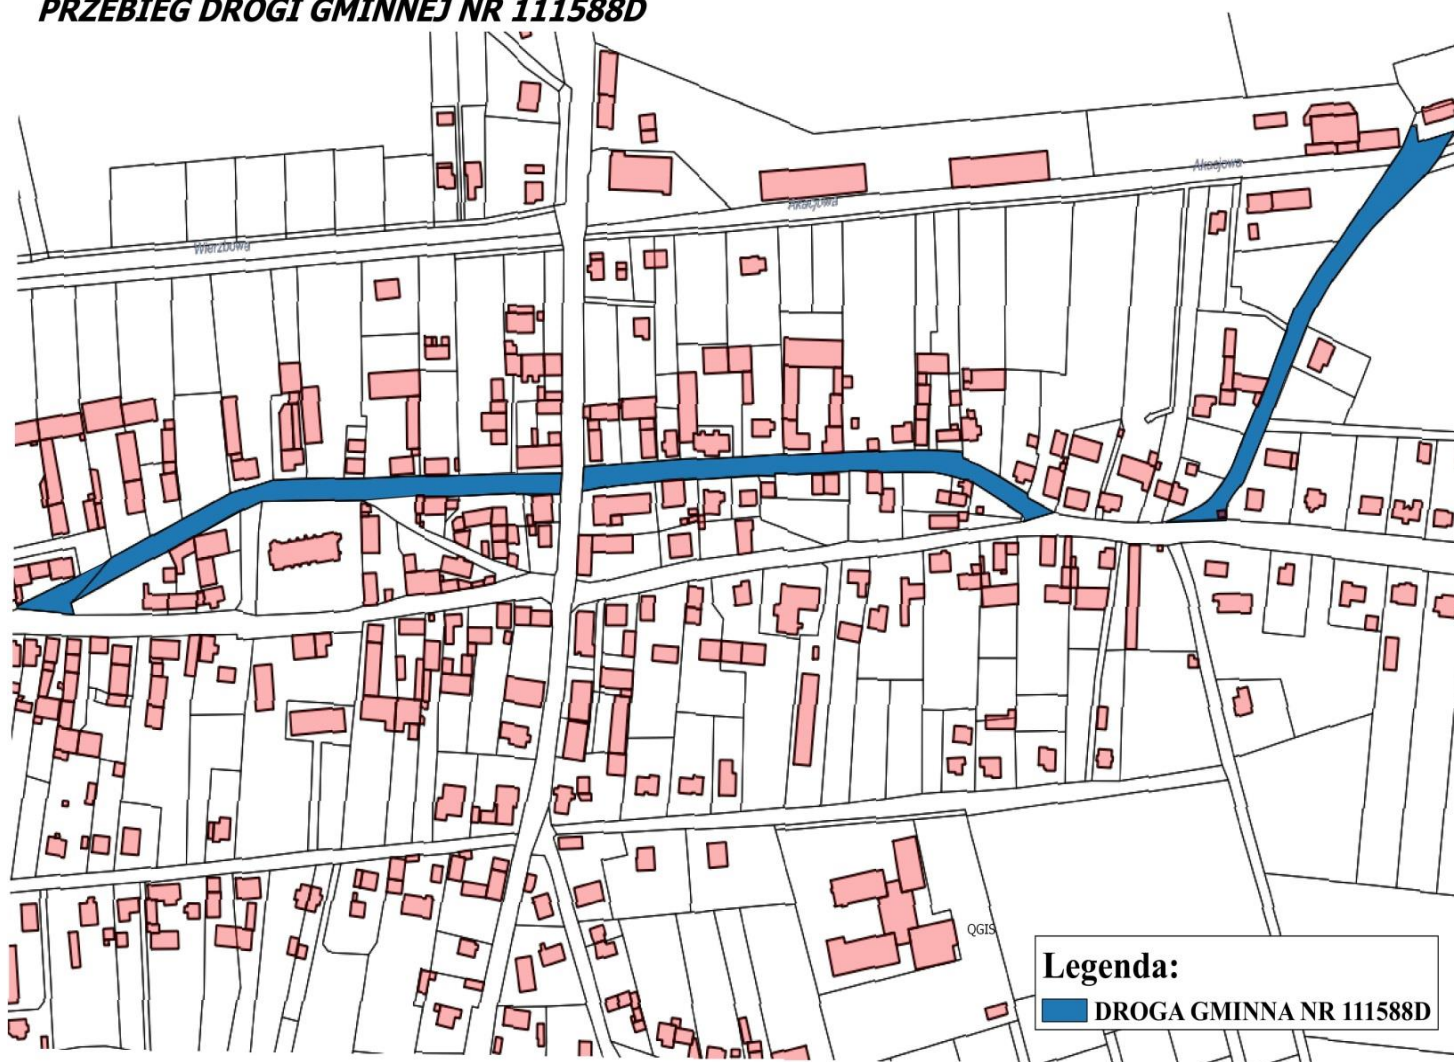 PRZEBIEG DROGI GMINNEJ NR 111588D
Akacjowa
Akacjowa
Wierzbowa
QGIS
Legenda:
DROGA GMINNA NR 111588D